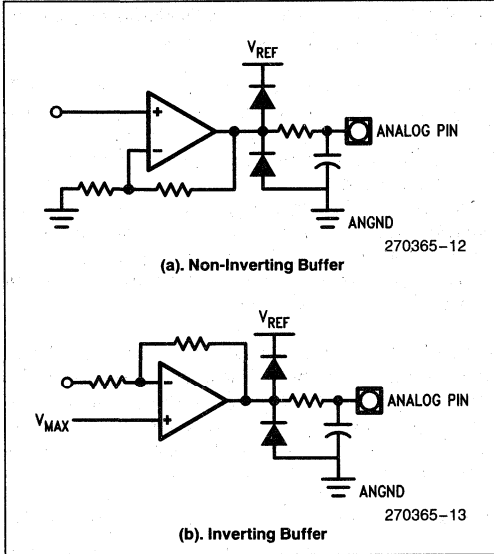 VREF
+
−
ANALOG PIN
ANGND
270365–12
(a). Non-Inverting Buffer
VREF
−
VMAX
+
ANALOG PIN
ANGND
270365–13
(b). Inverting Buffer